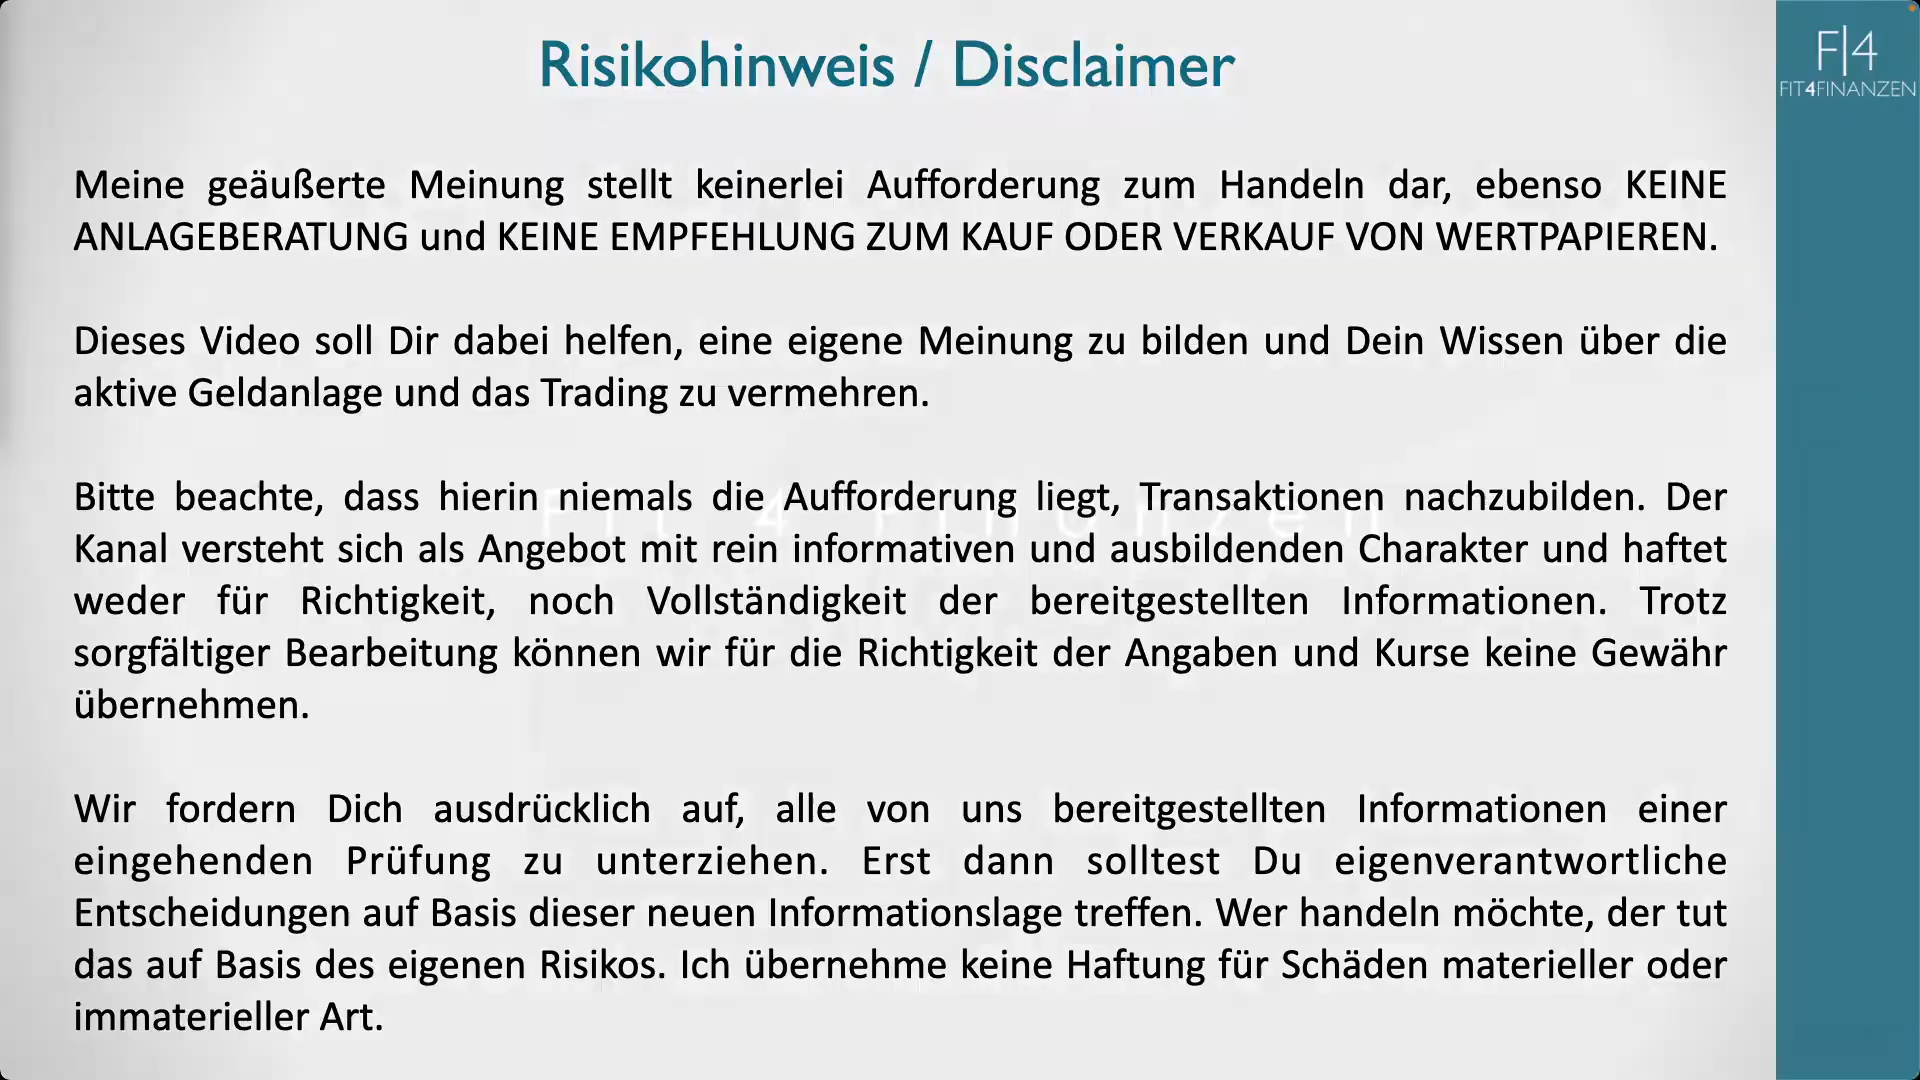 Risikohinweis / Disclaimer
F|4
FIT4FINANZEN
Meine geäußerte Meinung stellt keinerlei Aufforderung zum Handeln dar, ebenso KEINE
ANLAGEBERATUNG und KEINE EMPFEHLUNG ZUM KAUF ODER VERKAUF VON WERTPAPIEREN.
Dieses Video soll Dir dabei helfen, eine eigene Meinung zu bilden und Dein Wissen über die
aktive Geldanlage und das Trading zu vermehren.
Bitte beachte, dass hierin niemals die Aufforderung liegt, Transaktionen nachzubilden. Der
Kanal versteht sich als Angebot mit rein informativen und ausbildenden Charakter und haftet
weder für Richtigkeit, noch Vollständigkeit der bereitgestellten Informationen. Trotz
sorgfältiger Bearbeitung können wir für die Richtigkeit der Angaben und Kurse keine Gewähr
übernehmen.
Fit 4 Finanzen
Wir fordern Dich ausdrücklich auf, alle von uns bereitgestellten Informationen einer
eingehenden Prüfung zu unterziehen. Erst dann solltest Du eigenverantwortliche
Entscheidungen auf Basis dieser neuen Informationslage treffen. Wer handeln möchte, der tut
das auf Basis des eigenen Risikos. Ich übernehme keine Haftung für Schäden materieller oder
immaterieller Art.